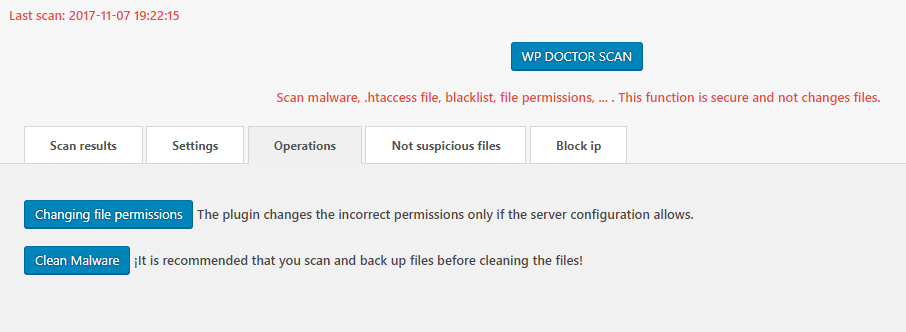 Last scan: 2017-11-07 19:22:15
WP DOCTOR SCAN
Scan malware, .htaccess file, blacklist, file permissions, ... . This function is secure and not changes files.
Scan results
Settings
Operations
Not suspicious files
Block ip
Changing file permissions The plugin changes the incorrect permissions only if the server configuration allows.
Clean Malware ¡It is recommended that you scan and back up files before cleaning the files!